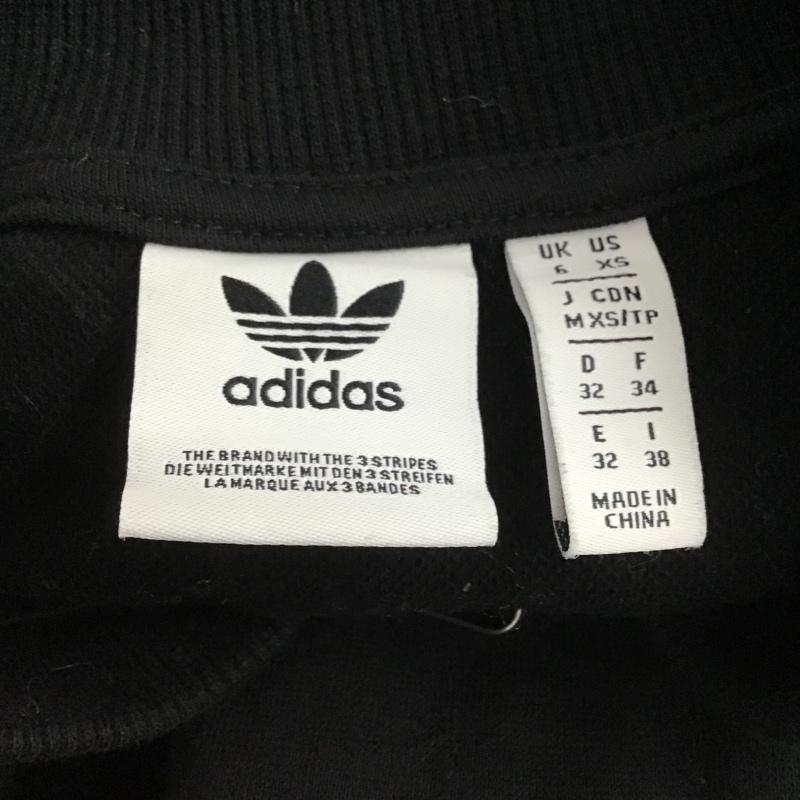 adidas
THE BRAND WITH THE 3 STRIPES
DIE WELTMARKE MIT DEN 3 STREIFEN
LA MARQUE AUX 3 BANDES
UK US
6 XS
J CDN
M XS/TP
D F
32 34
E I
32 38
MADE IN
CHINA